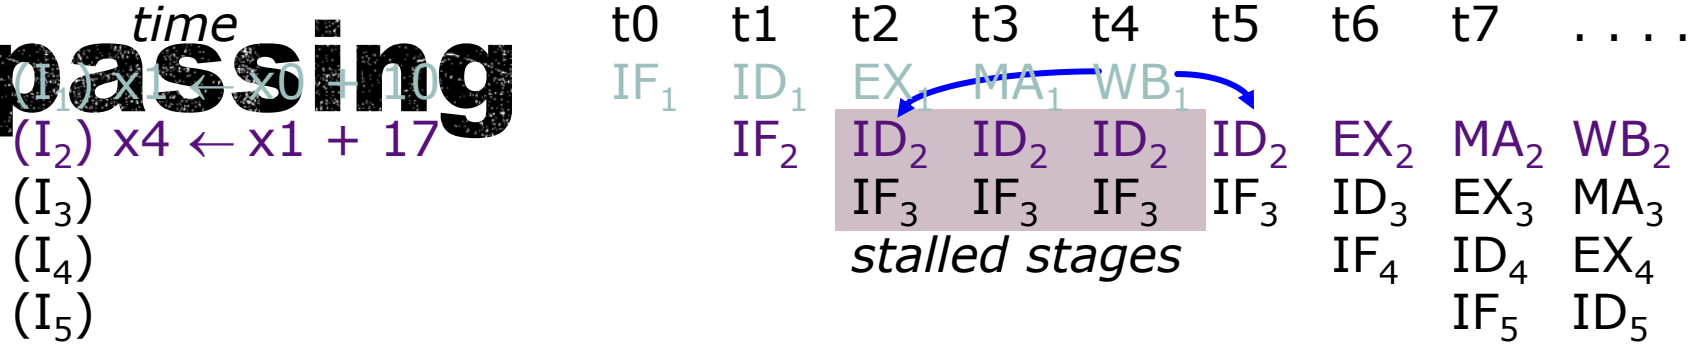 time t0 t1 t2 t3 t4 t5 t6 t7 . . . .
passing
(I₁) x1 ← x0 + 10 IF₁ ID₁ EX₁ MA₁ WB₁
(I₂) x4 ← x1 + 17 IF₂ ID₂ ID₂ ID₂ ID₂ EX₂ MA₂ WB₂
(I₃) IF₃ IF₃ IF₃ IF₃ ID₃ EX₃ MA₃
(I₄) stalled stages IF₄ ID₄ EX₄
(I₅) IF₅ ID₅